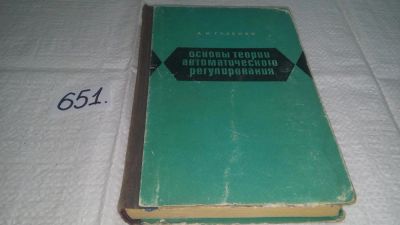 651.
основы теории
автоматического
регулирования